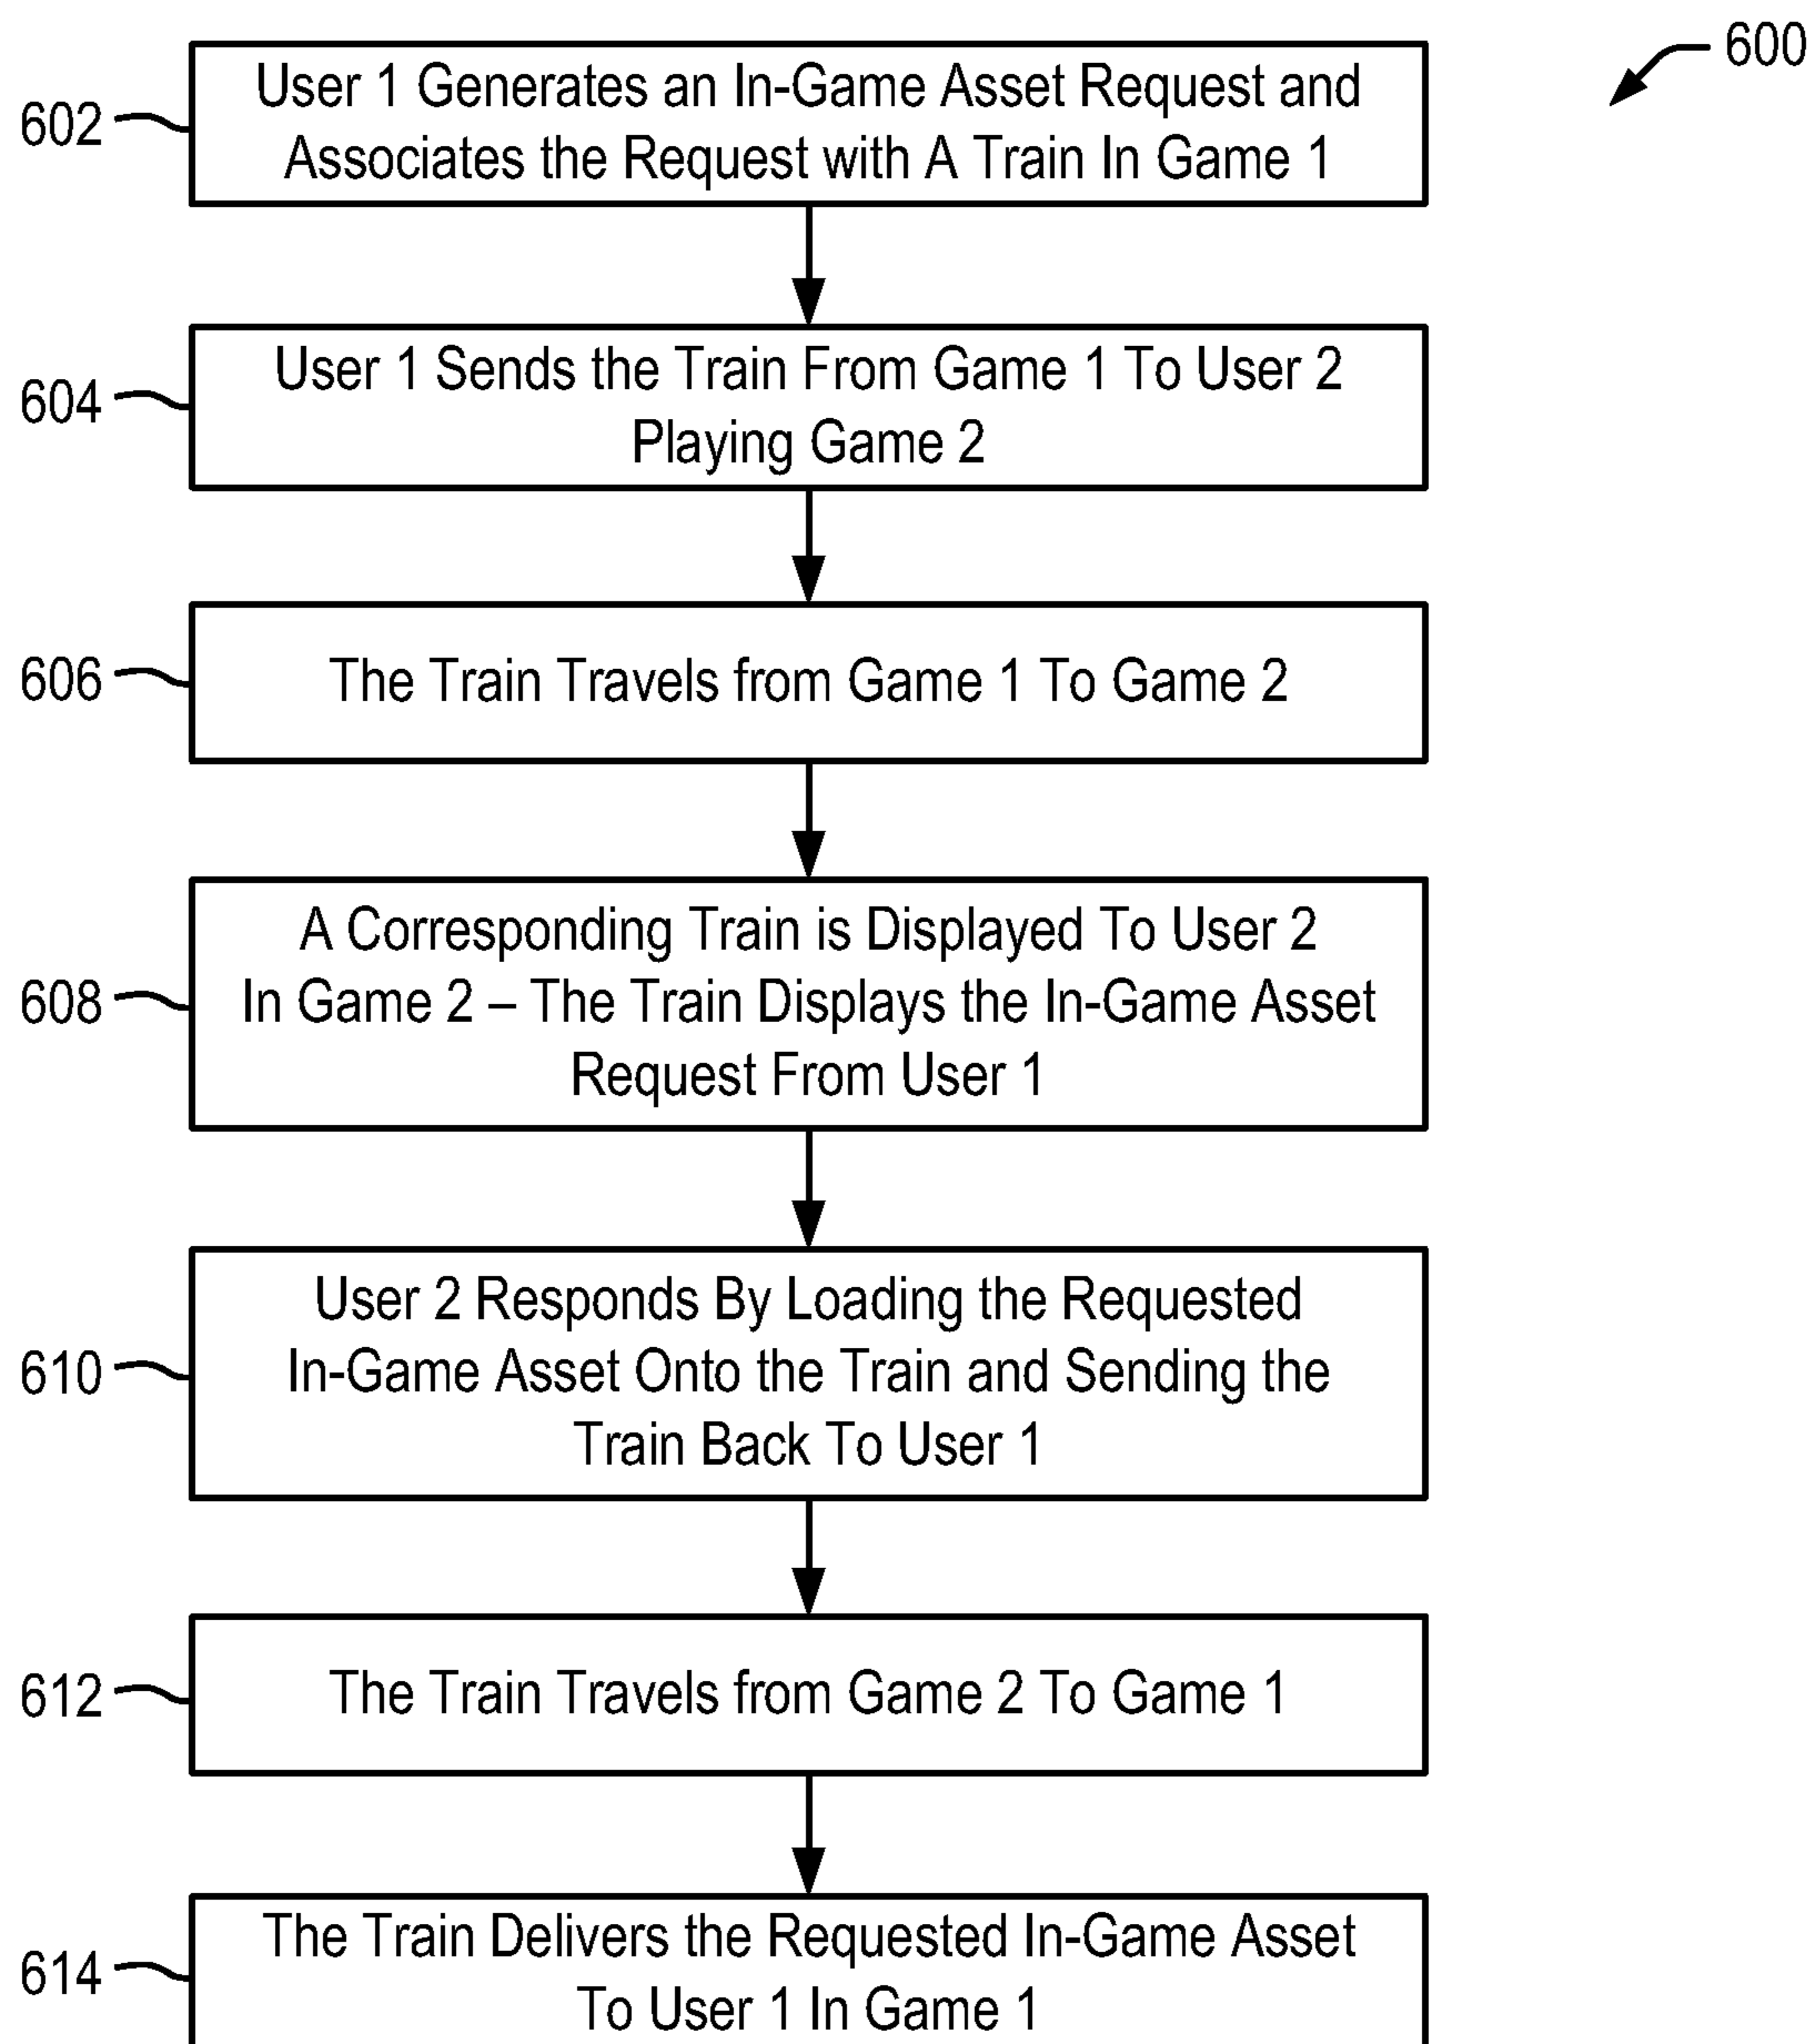 600
602
User 1 Generates an In-Game Asset Request and
Associates the Request with A Train In Game 1
604
User 1 Sends the Train From Game 1 To User 2
Playing Game 2
606
The Train Travels from Game 1 To Game 2
608
A Corresponding Train is Displayed To User 2
In Game 2 – The Train Displays the In-Game Asset
Request From User 1
610
User 2 Responds By Loading the Requested
In-Game Asset Onto the Train and Sending the
Train Back To User 1
612
The Train Travels from Game 2 To Game 1
614
The Train Delivers the Requested In-Game Asset
To User 1 In Game 1